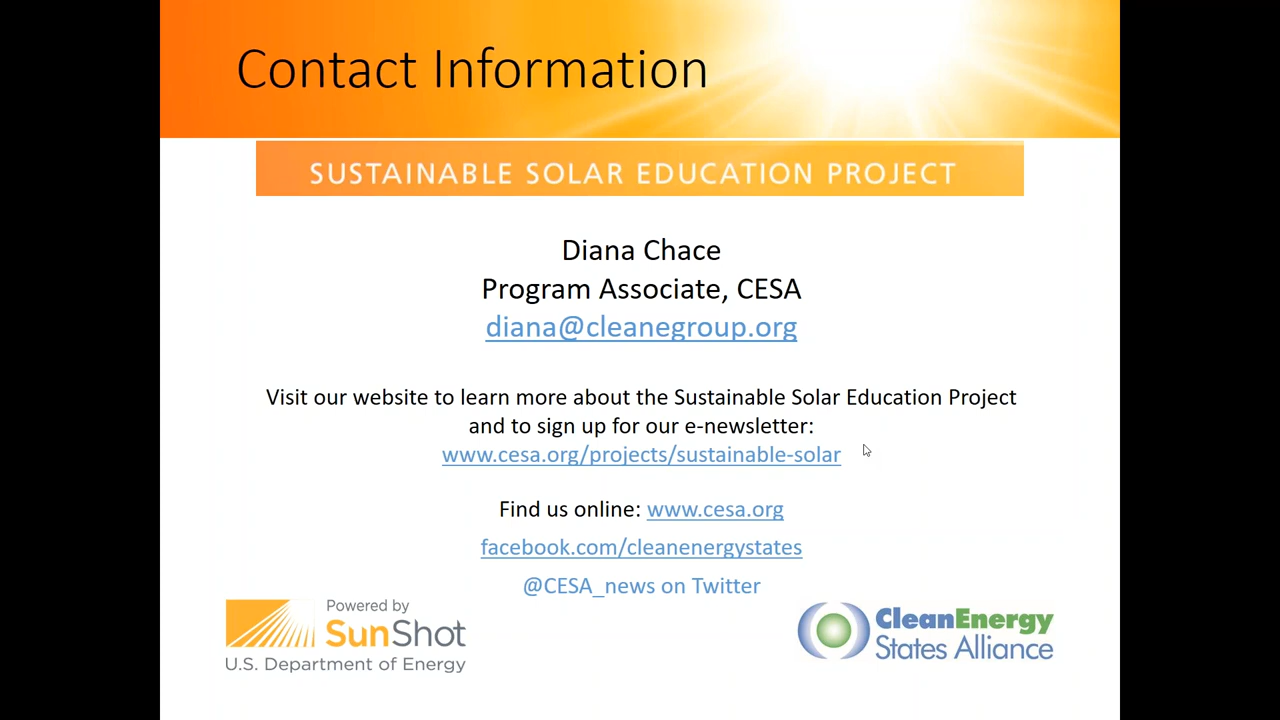 Contact Information
SUSTAINABLE SOLAR EDUCATION PROJECT
Diana Chace
Program Associate, CESA
diana@cleanegroup.org
Visit our website to learn more about the Sustainable Solar Education Project
and to sign up for our e-newsletter:
www.cesa.org/projects/sustainable-solar
Find us online: www.cesa.org
facebook.com/cleanenergystates
@CESA_news on Twitter
Powered by
SunShot
U.S. Department of Energy
CleanEnergy
States Alliance